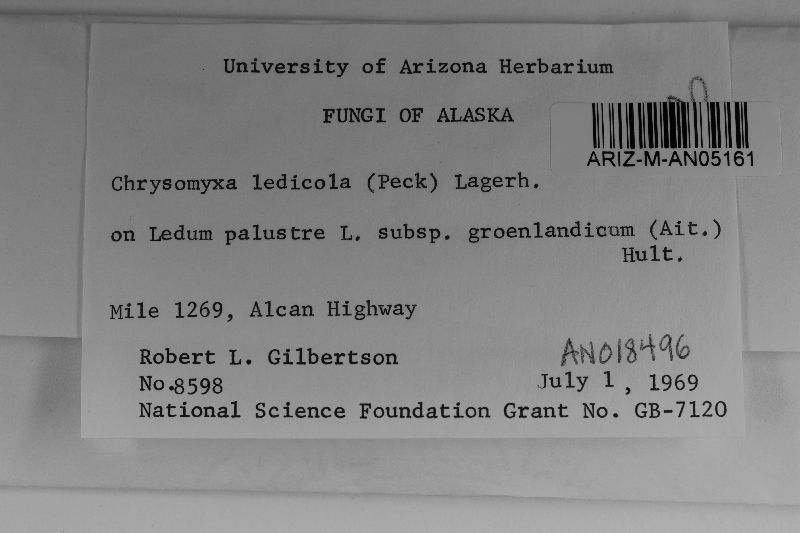 University of Arizona Herbarium
FUNGI OF ALASKA
ARIZ-M-AN05161
Chrysomyxa ledicola (Peck) Lagerh.
on Ledum palustre L. subsp. groenlandicum (Ait.)
Hult.
Mile 1269, Alcan Highway
Robert L. Gilbertson
AN018496
No.8598
July 1, 1969
National Science Foundation Grant No. GB-7120